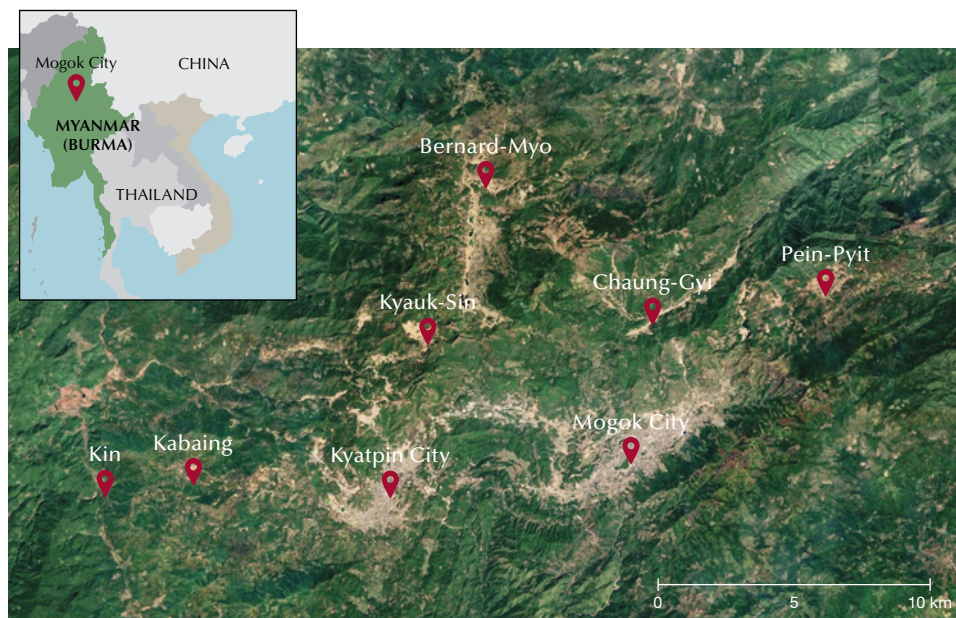 Mogok City
CHINA
MYANMAR
(BURMA)
THAILAND
Bernard-Myo
Pein-Pyit
Chaung-Gyi
Kyauk-Sin
Mogok City
Kin
Kabaing
Kyatpin City
0
5
10 km